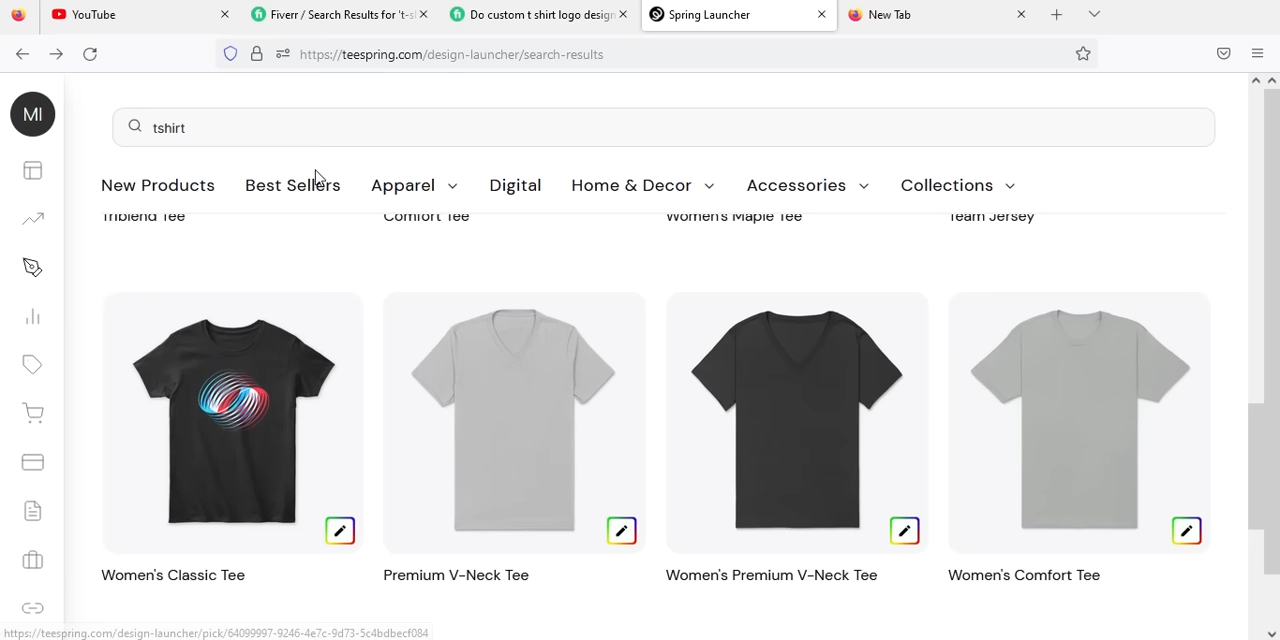 YouTube
Fiverr / Search Results for 't-sl
Do custom t shirt logo design
Spring Launcher
New Tab
https://teespring.com/design-launcher/search-results
MI
tshirt
New Products
Best Sellers
Apparel
Digital
Home & Decor
Accessories
Collections
Triblend Tee
Comfort Tee
Women's Maple Tee
Team Jersey
Women's Classic Tee
Premium V-Neck Tee
Women's Premium V-Neck Tee
Women's Comfort Tee
https://teespring.com/design-launcher/pick/64099997-9246-4e7c-9d73-5c4bdbecf084